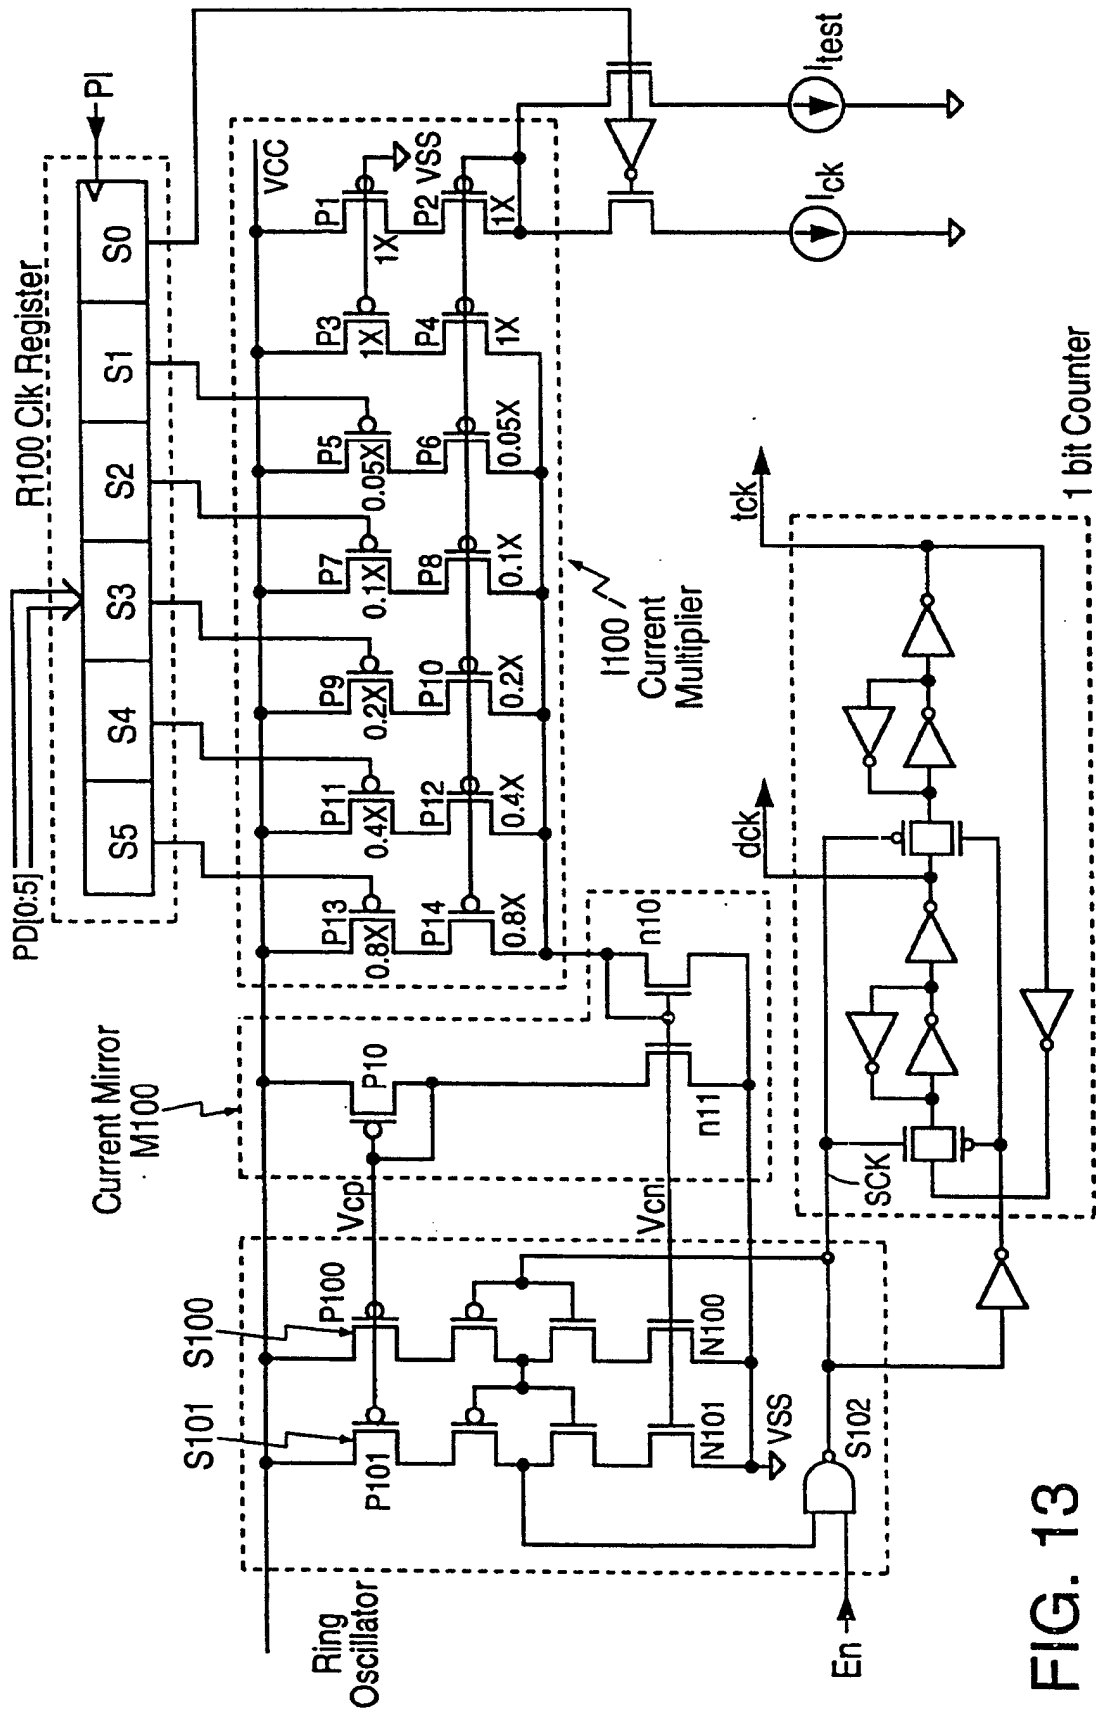 PD[0:5]
R100 Clk Register
PI
S5
S4
S3
S2
S1
S0
VCC
P13
0.8X
P11
0.4X
P9
0.2X
P7
0.1X
P5
0.05X
P3
1X
P1
1X
VSS
P14
0.8X
P12
0.4X
P10
0.2X
P8
0.1X
P6
0.05X
P4
1X
P2
1X
I100
Current
Multiplier
Ick
Itest
Current Mirror
M100
P10
n10
n11
Vcp
Vcn
S101
S100
P101
P100
N101
N100
VSS
Ring
Oscillator
En
S102
SCK
dck
tck
1 bit Counter
FIG. 13